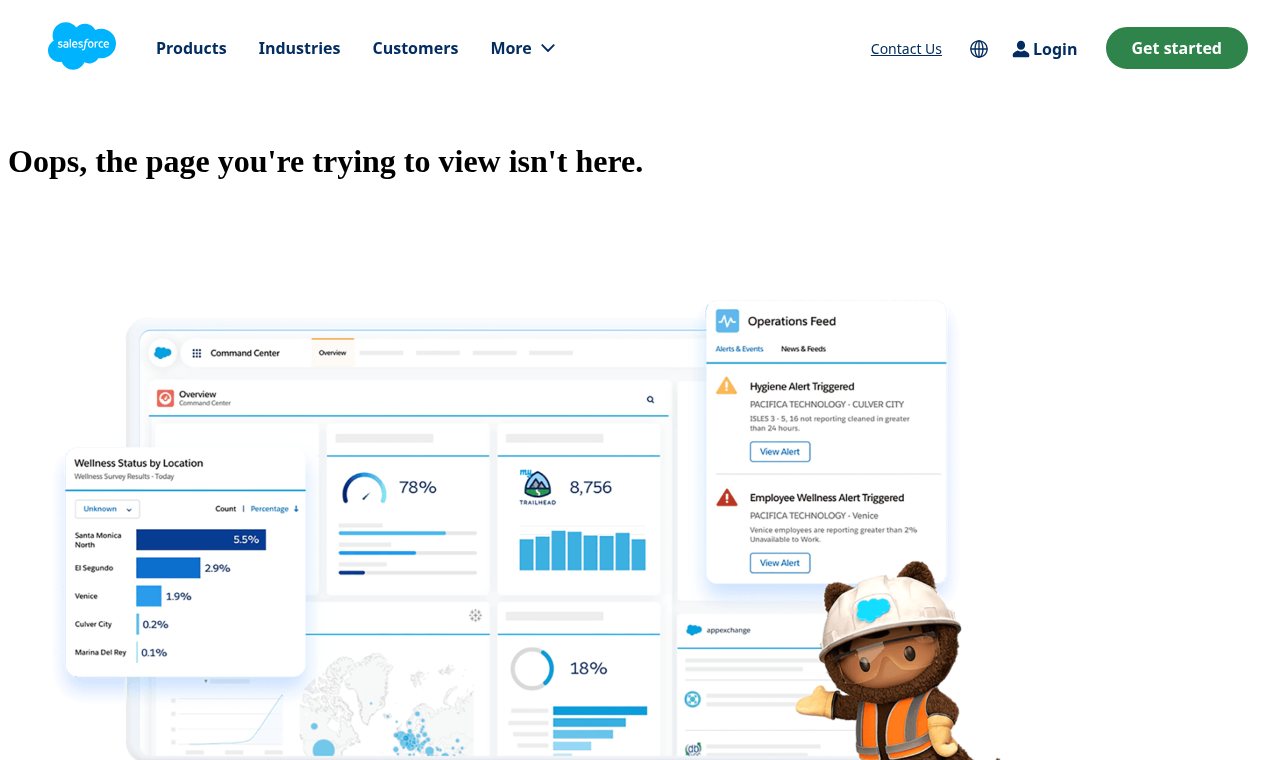 salesforce
Products
Industries
Customers
More
Contact Us
Login
Get started
Oops, the page you're trying to view isn't here.
Command Center
Overview
Overview
Command Center
Operations Feed
Alerts & Events
News & Feeds
Hygiene Alert Triggered
PACIFICA TECHNOLOGY - CULVER CITY
ISLES 3 - 5, 16 not reporting cleaned in greater
than 24 hours.
View Alert
Employee Wellness Alert Triggered
PACIFICA TECHNOLOGY - Venice
Venice employees are reporting greater than 2%
Unavailable to Work.
View Alert
Wellness Status by Location
Wellness Survey Results - Today
Unknown
Count | Percentage
Santa Monica
North
5.5%
El Segundo
2.9%
Venice
1.9%
Culver City
0.2%
Marina Del Rey
0.1%
78%
my
TRAILHEAD
8,756
18%
appexchange